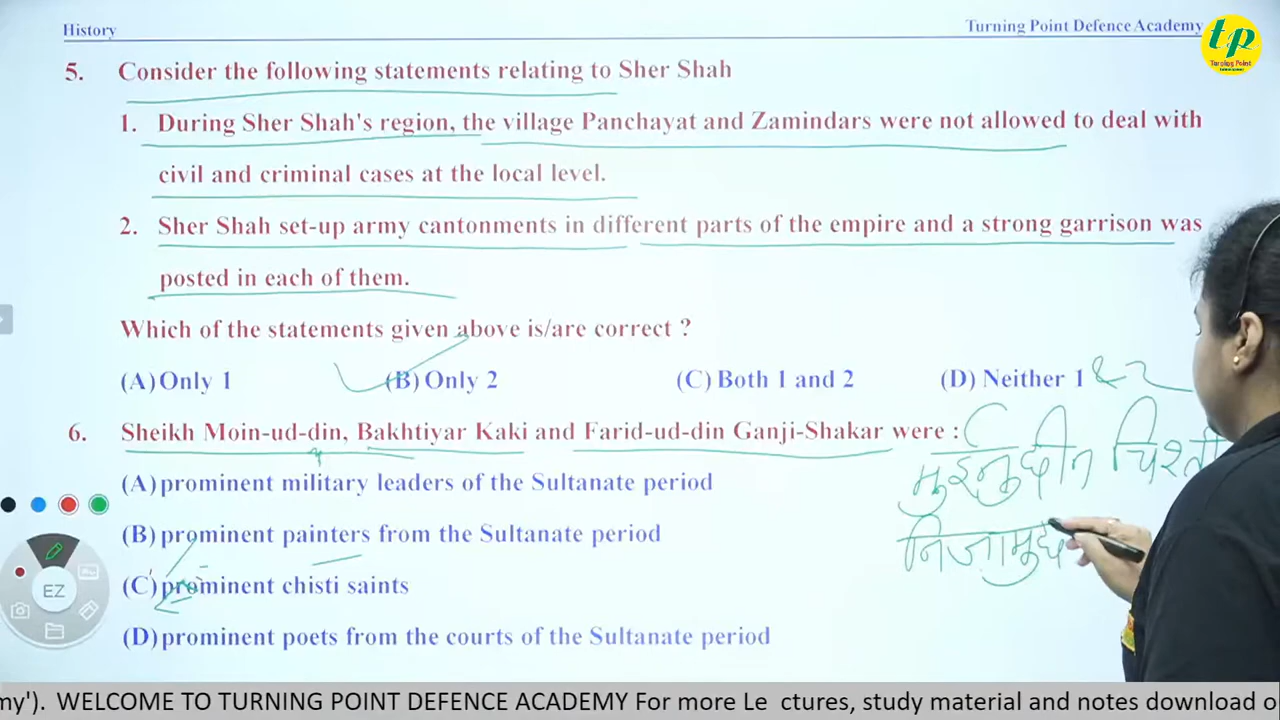 History
Turning Point Defence Academy
tp
Turning Point
5. Consider the following statements relating to Sher Shah
1. During Sher Shah's region, the village Panchayat and Zamindars were not allowed to deal with
civil and criminal cases at the local level.
2. Sher Shah set-up army cantonments in different parts of the empire and a strong garrison was
posted in each of them.
Which of the statements given above is/are correct ?
(A) Only 1 (B) Only 2 (C) Both 1 and 2 (D) Neither 1 & 2
6. Sheikh Moin-ud-din, Bakhtiyar Kaki and Farid-ud-din Ganji-Shakar were :
मुईनुद्दीन चिश्ती
(A) prominent military leaders of the Sultanate period
(B) prominent painters from the Sultanate period
निजामुद्द
(C) prominent chisti saints
(D) prominent poets from the courts of the Sultanate period
EZ
my'). WELCOME TO TURNING POINT DEFENCE ACADEMY For more Le ctures, study material and notes download o